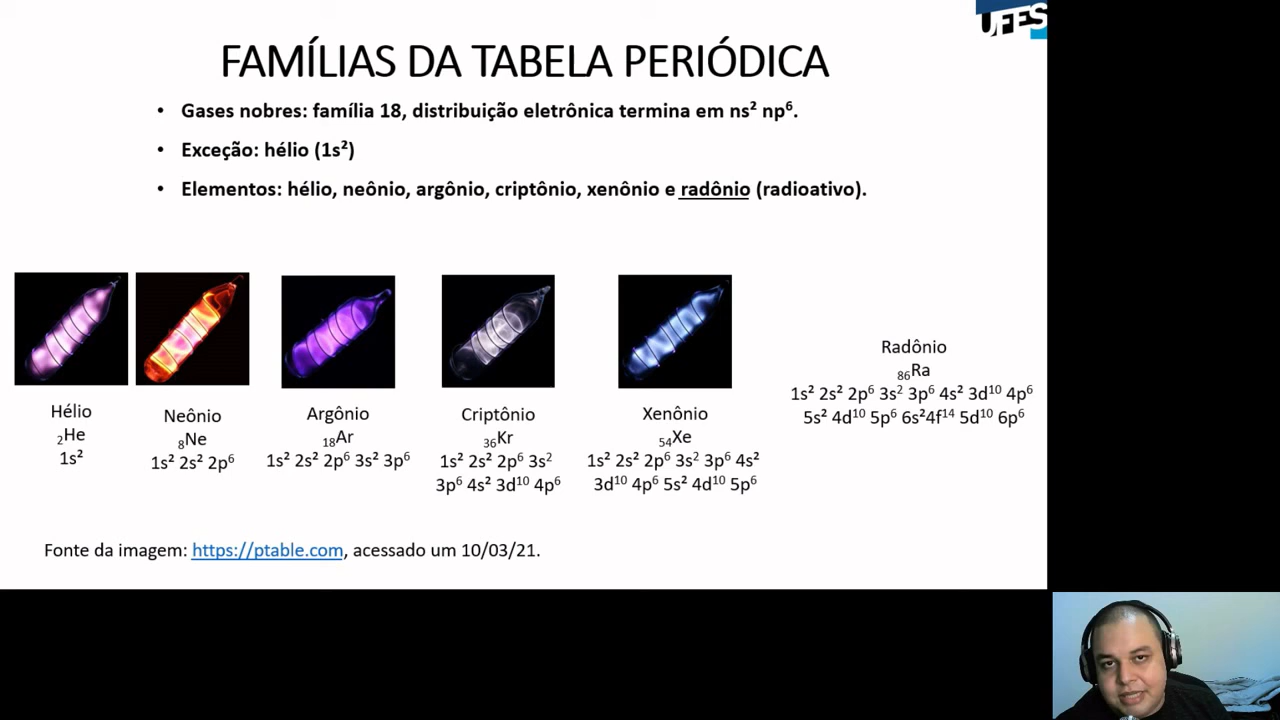 UFES
FAMÍLIAS DA TABELA PERIÓDICA
• Gases nobres: família 18, distribuição eletrônica termina em ns² np⁶.
• Exceção: hélio (1s²)
• Elementos: hélio, neônio, argônio, criptônio, xenônio e radônio (radioativo).
Hélio
₂He
1s²
Neônio
₈Ne
1s² 2s² 2p⁶
Argônio
₁₈Ar
1s² 2s² 2p⁶ 3s² 3p⁶
Criptônio
₃₆Kr
1s² 2s² 2p⁶ 3s²
3p⁶ 4s² 3d¹⁰ 4p⁶
Xenônio
₅₄Xe
1s² 2s² 2p⁶ 3s² 3p⁶ 4s²
3d¹⁰ 4p⁶ 5s² 4d¹⁰ 5p⁶
Radônio
₈₆Ra
1s² 2s² 2p⁶ 3s² 3p⁶ 4s² 3d¹⁰ 4p⁶
5s² 4d¹⁰ 5p⁶ 6s²4f¹⁴ 5d¹⁰ 6p⁶
Fonte da imagem: https://ptable.com, acessado um 10/03/21.